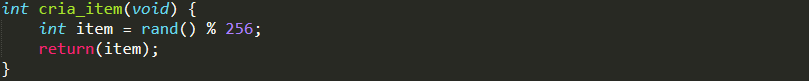 int cria_item(void) {
    int item = rand() % 256;
    return(item);
}